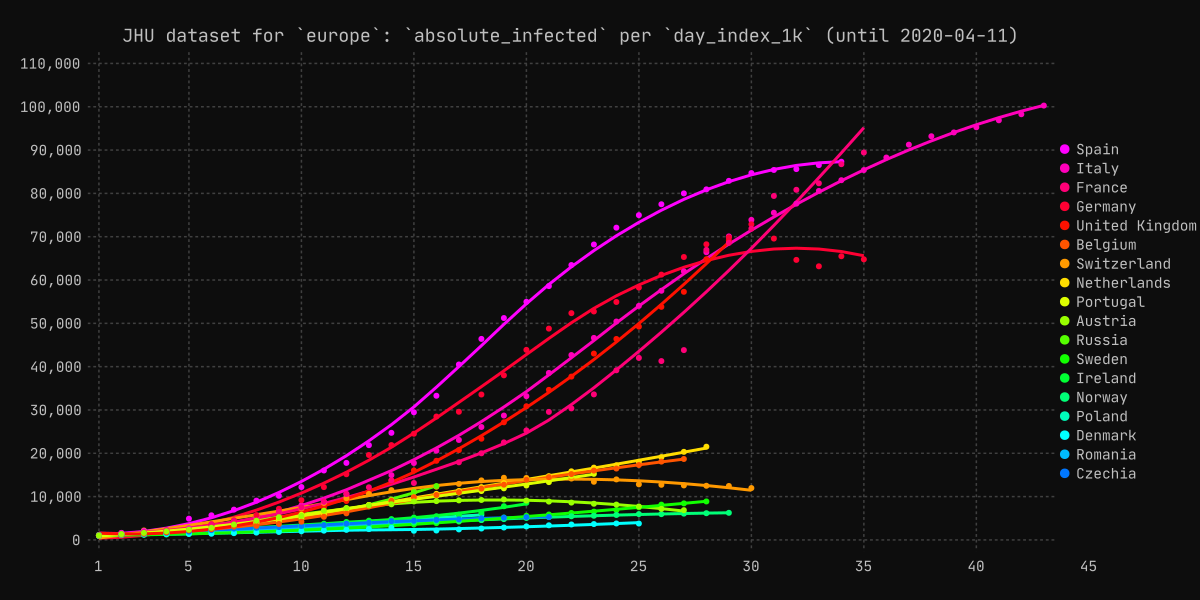 JHU dataset for `europe`: `absolute_infected` per `day_index_1k` (until 2020-04-11)
110,000
100,000
90,000
80,000
70,000
60,000
50,000
40,000
30,000
20,000
10,000
0
1 5 10 15 20 25 30 35 40 45
Spain
Italy
France
Germany
United Kingdom
Belgium
Switzerland
Netherlands
Portugal
Austria
Russia
Sweden
Ireland
Norway
Poland
Denmark
Romania
Czechia